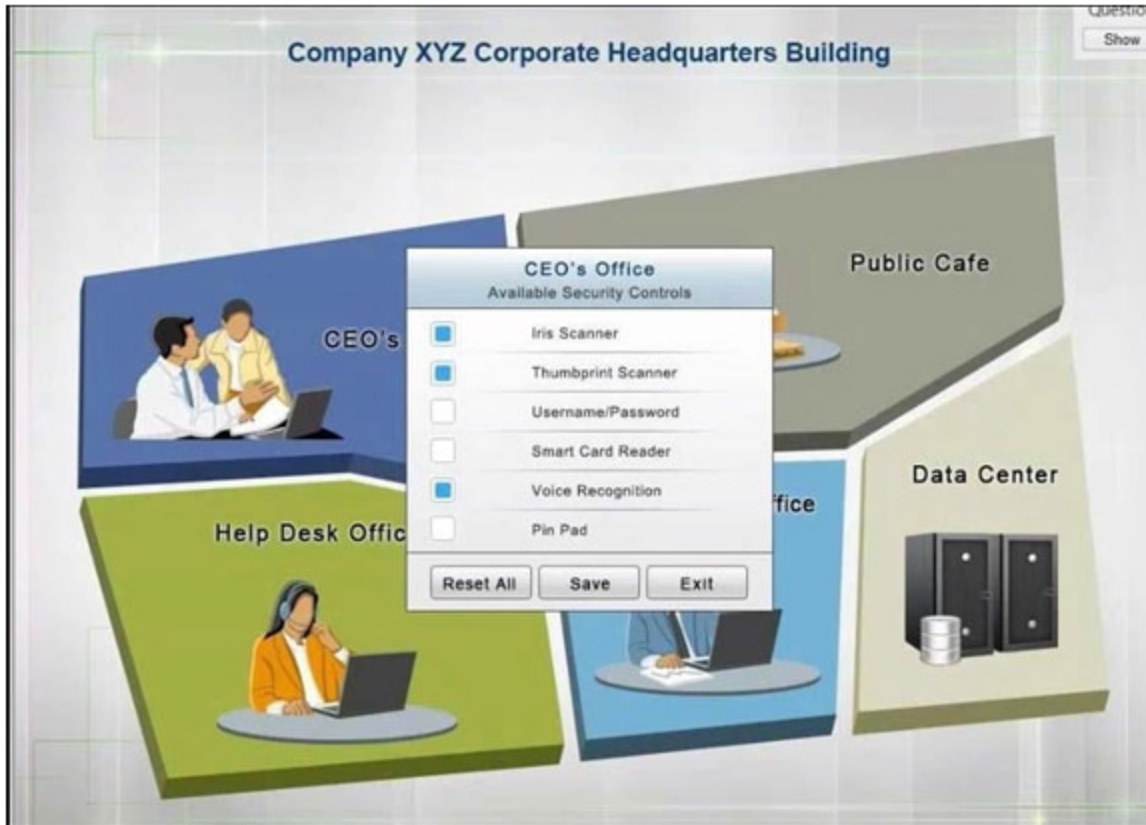 Question
Show
Company XYZ Corporate Headquarters Building
Public Cafe
CEO's Office
Available Security Controls
CEO's
Iris Scanner
Thumbprint Scanner
Username/Password
Smart Card Reader
Voice Recognition
Pin Pad
Reset All
Save
Exit
Data Center
ffice
Help Desk Offic